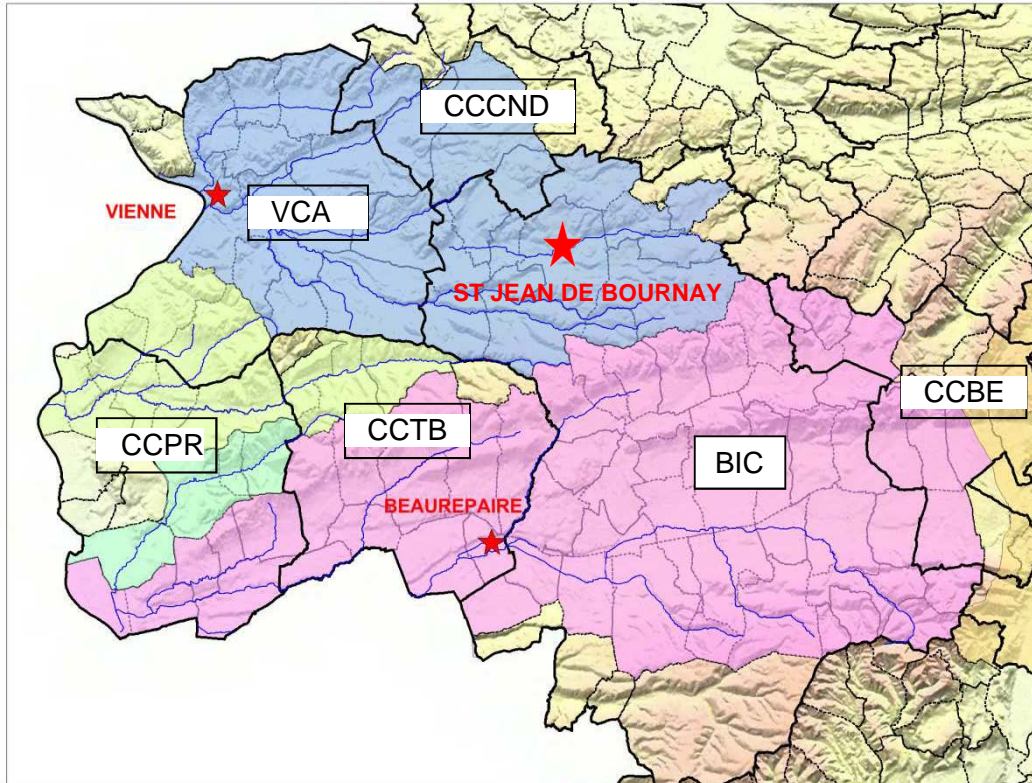 CCCND
VIENNE
VCA
ST JEAN DE BOURNAY
CCBE
CCPR
CCTB
BIC
BEAUREPAIRE